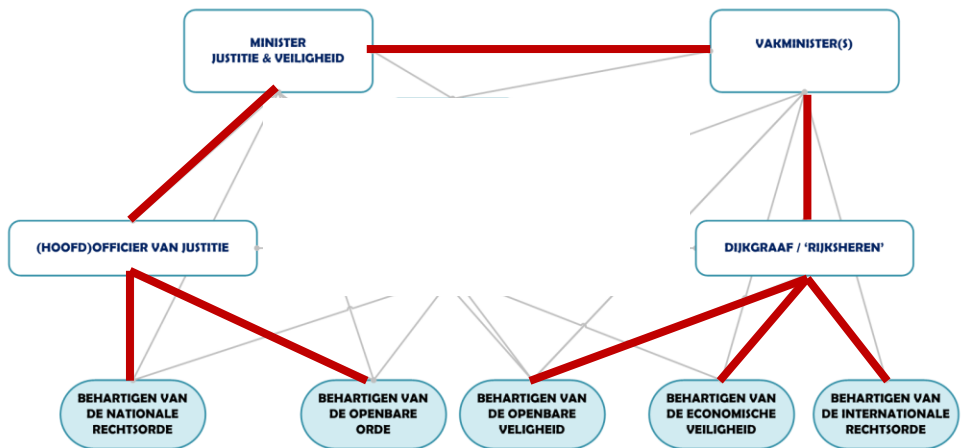 MINISTER
JUSTITIE & VEILIGHEID
VAKMINISTER(S)
(HOOFD)OFFICIER VAN JUSTITIE
DIJKGRAAF / ‘RIJKSHEREN’
BEHARTIGEN VAN
DE NATIONALE
RECHTSORDE
BEHARTIGEN VAN
DE OPENBARE
ORDE
BEHARTIGEN VAN
DE OPENBARE
VELIGHEID
BEHARTIGEN VAN
DE ECONOMISCHE
VEILIGHEID
BEHARTIGEN VAN
DE INTERNATIONALE
RECHTSORDE